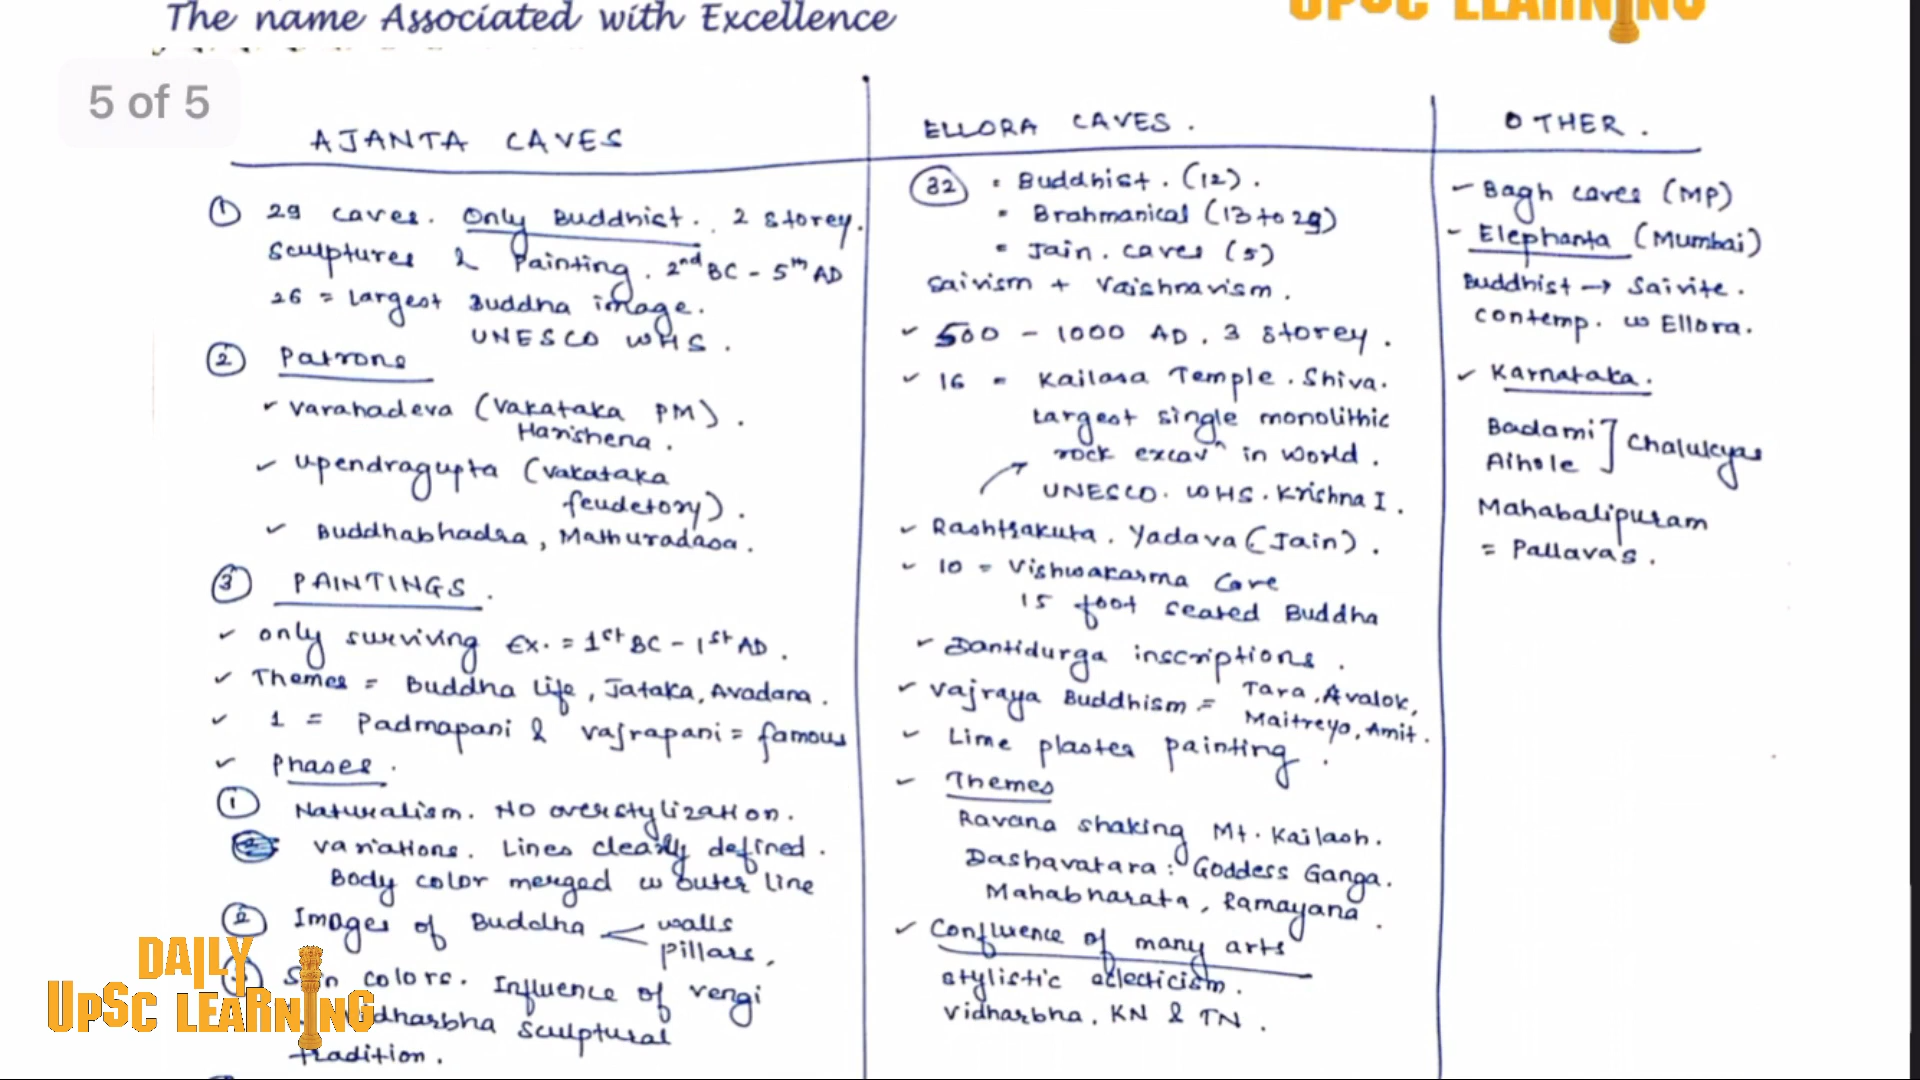 The name Associated with Excellence
UPSC LEARNING
5 of 5
AJANTA CAVES
① 29 caves. Only Buddhist. 2 storey.
Sculptures & Painting. 2nd BC - 5th AD
26 = largest Buddha image.
UNESCO WHS.
② Patrons
✓ Varahadeva (Vakataka PM).
Harishena.
✓ Upendragupta (Vakataka
feudetory).
✓ Buddhabhadra, Mathuradasa.
③ PAINTINGS.
✓ only surviving Ex. = 1st BC - 1st AD.
✓ Themes = Buddha life, Jataka, Avadana.
✓ 1 = Padmapani & Vajrapani = famous
✓ Phases.
① Naturalism. No overstylization.
variations. Lines clearly defined.
Body color merged w outer line
② Images of Buddha < walls
pillars,
colors. Influence of vengi
idharbha sculptural
tradition.
ELLORA CAVES.
32 • Buddhist. (12).
• Brahmanical (13 to 29)
• Jain. caves (5)
Saivism + Vaishnavism.
✓ 500 - 1000 AD. 3 storey.
✓ 16 = Kailasa Temple. Shiva.
Largest single monolithic
rock excavn in world.
UNESCO. WHS. Krishna I.
✓ Rashtrakuta. Yadava (Jain).
✓ 10 = Vishwakarma Cave
15 foot seated Buddha
✓ Dantidurga inscriptions.
✓ Vajraya Buddhism = Tara, Avalok,
Maitreyo, Amit.
✓ Lime plaster painting.
✓ Themes
Ravana shaking Mt. Kailash.
Dashavatara: Goddess Ganga.
Mahabharata, Ramayana.
✓ Confluence of many arts
stylistic eclecticism.
Vidharbha, KN & TN.
OTHER.
- Bagh caves (MP)
- Elephanta (Mumbai)
Buddhist → Saivite.
contemp. w Ellora.
✓ Karnataka.
Badami
Aihole ] Chalukyas
Mahabalipuram
= Pallavas.
DAILY
UPSC LEARNING